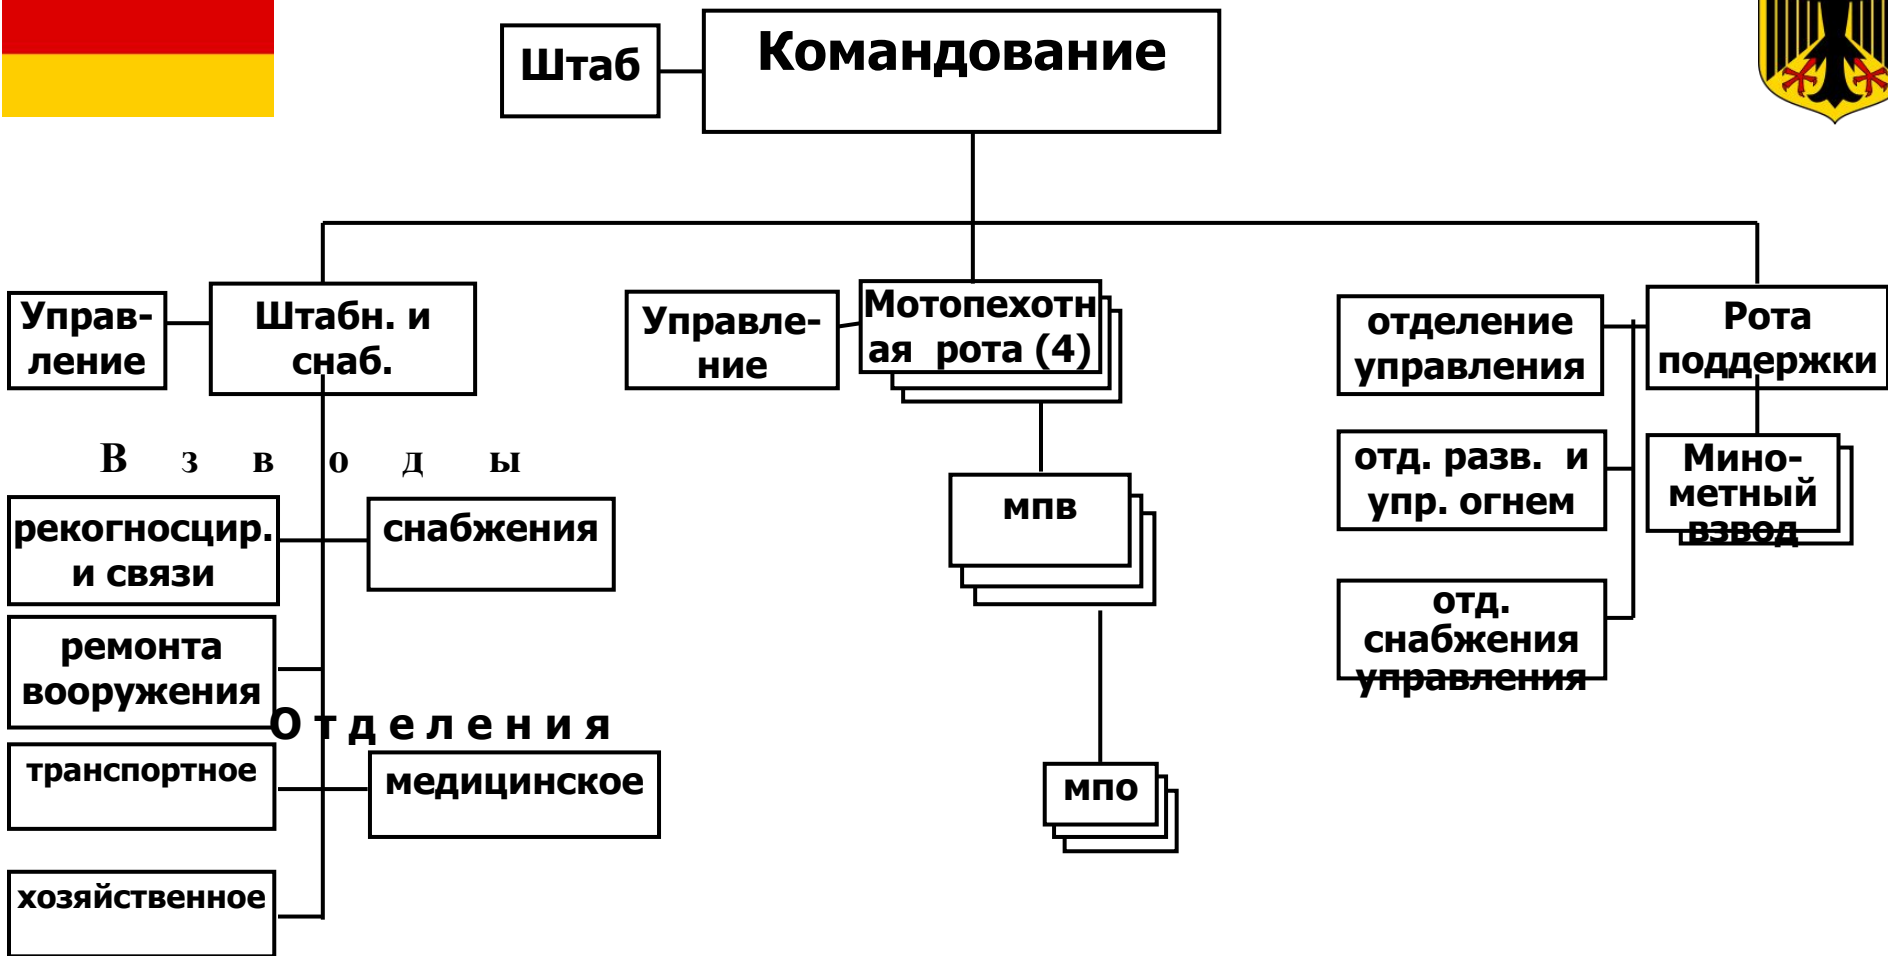 Штаб
Командование
Управ-
ление
Штабн. и
снаб.
Управле-
ние
Мотопехотн
ая рота (4)
отделение
управления
Рота
поддержки
В з в о д ы
рекогносцир.
и связи
снабжения
мпв
отд. разв. и
упр. огнем
Мино-
метный
взвод
ремонта
вооружения
отд.
снабжения
управления
О т д е л е н и я
транспортное
медицинское
мпо
хозяйственное